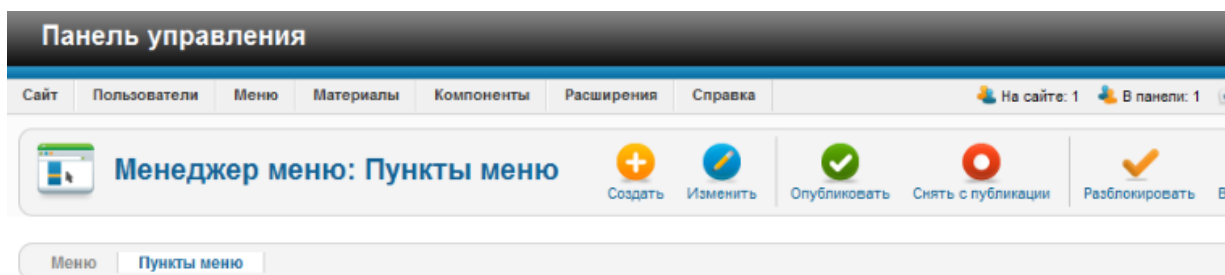 Панель управления
Сайт Пользователи Меню Материалы Компоненты Расширения Справка На сайте: 1 В панели: 1
Менеджер меню: Пункты меню Создать Изменить Опубликовать Снять с публикации Разблокировать
Меню Пункты меню